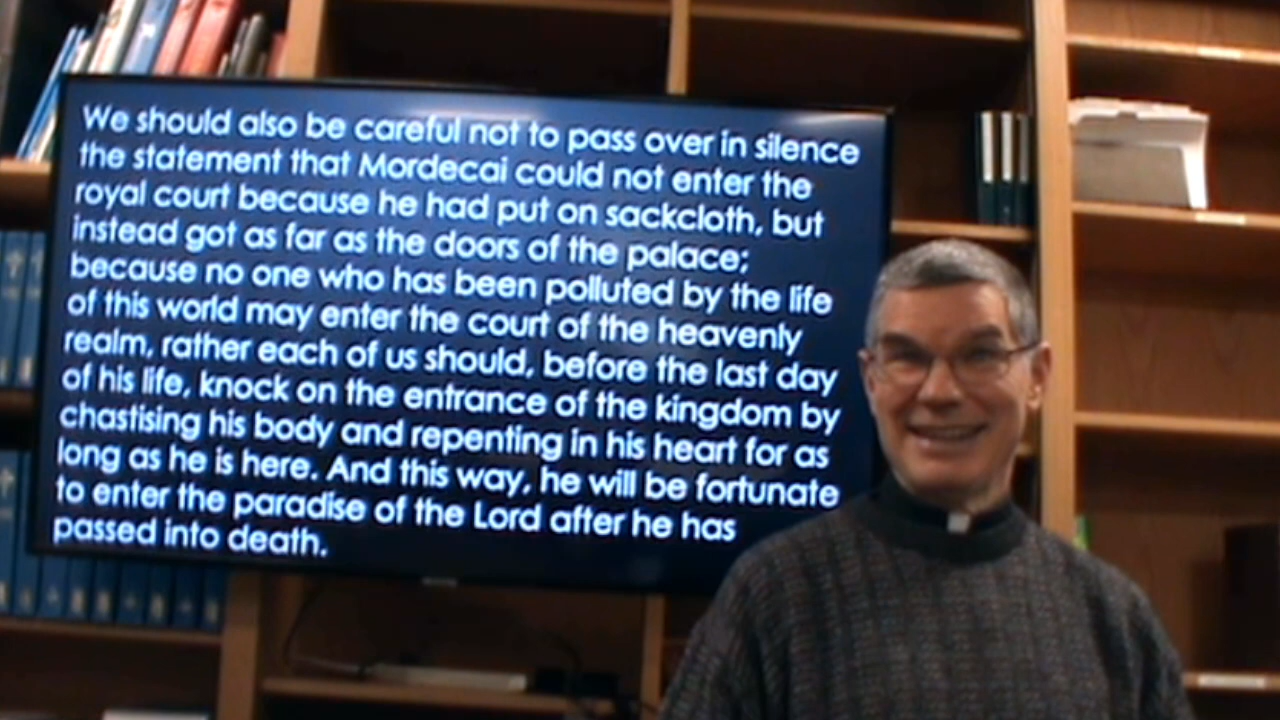 We should also be careful not to pass over in silence
the statement that Mordecai could not enter the
royal court because he had put on sackcloth, but
instead got as far as the doors of the palace;
because no one who has been polluted by the life
of this world may enter the court of the heavenly
realm, rather each of us should, before the last day
of his life, knock on the entrance of the kingdom by
chastising his body and repenting in his heart for as
long as he is here. And this way, he will be fortunate
to enter the paradise of the Lord after he has
passed into death.